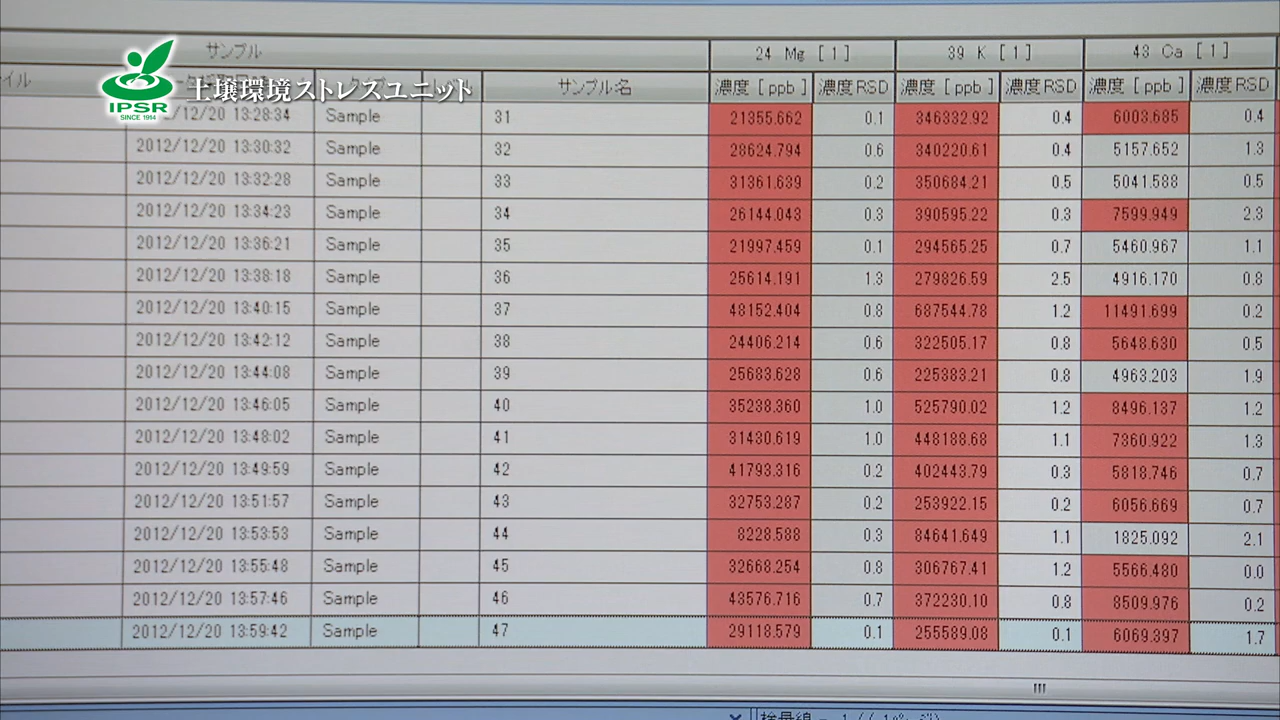 サンプル 24 Mg [ 1 ] 39 K [ 1 ] 43 Ca [ 1 ]
IPSR
SINCE 1914
土壌環境ストレスユニット
サンプル名 濃度 [ ppb ] 濃度 RSD 濃度 [ ppb ] 濃度 RSD 濃度 [ ppb ] 濃度 RSD
/12/20 13:28:34 Sample 31 21355.662 0.1 346332.92 0.4 6003.685 0.4
2012/12/20 13:30:32 Sample 32 28624.794 0.6 340220.61 0.4 5157.652 1.3
2012/12/20 13:32:28 Sample 33 31361.639 0.2 350684.21 0.5 5041.588 0.5
2012/12/20 13:34:23 Sample 34 26144.043 0.3 390595.22 0.3 7599.949 2.3
2012/12/20 13:36:21 Sample 35 21997.459 0.1 294565.25 0.7 5460.967 1.1
2012/12/20 13:38:18 Sample 36 25614.191 1.3 279826.59 2.5 4916.170 0.8
2012/12/20 13:40:15 Sample 37 48152.404 0.8 687544.78 1.2 11491.699 0.2
2012/12/20 13:42:12 Sample 38 24406.214 0.6 322505.17 0.8 5648.630 0.5
2012/12/20 13:44:08 Sample 39 25683.628 0.6 225383.21 0.8 4963.203 1.9
2012/12/20 13:46:05 Sample 40 35238.360 1.0 525790.02 1.2 8496.137 1.2
2012/12/20 13:48:02 Sample 41 31430.619 1.0 448188.68 1.1 7360.922 1.3
2012/12/20 13:49:59 Sample 42 41793.316 0.2 402443.79 0.3 5818.746 0.7
2012/12/20 13:51:57 Sample 43 32753.287 0.2 253922.15 0.2 6056.669 0.7
2012/12/20 13:53:53 Sample 44 8228.588 0.3 84641.649 1.1 1825.092 2.1
2012/12/20 13:55:48 Sample 45 32668.254 0.8 306767.41 1.2 5566.480 0.0
2012/12/20 13:57:46 Sample 46 43576.716 0.7 372230.10 0.8 8509.976 0.2
2012/12/20 13:59:42 Sample 47 29118.579 0.1 255589.08 0.1 6069.397 1.7